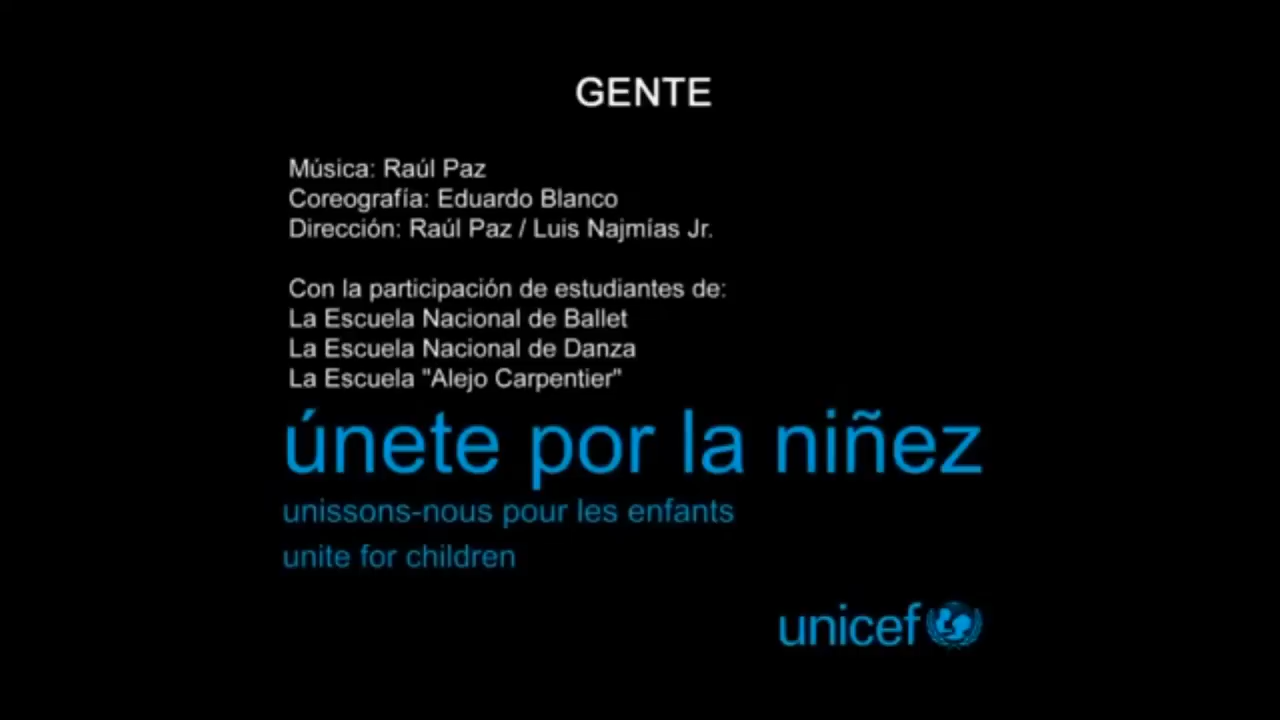 GENTE
Música: Raúl Paz
Coreografía: Eduardo Blanco
Dirección: Raúl Paz / Luis Najmías Jr.
Con la participación de estudiantes de:
La Escuela Nacional de Ballet
La Escuela Nacional de Danza
La Escuela "Alejo Carpentier"
únete por la niñez
unissons-nous pour les enfants
unite for children
unicef